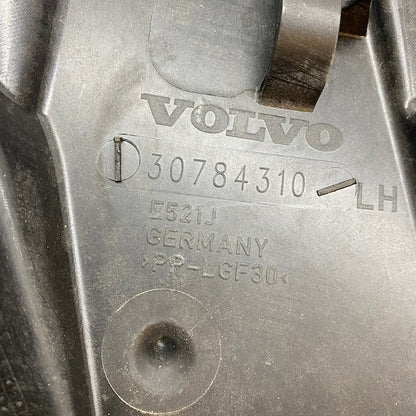 VOLVO
30784310 LH
E521J
GERMANY
>PP-LGF30<